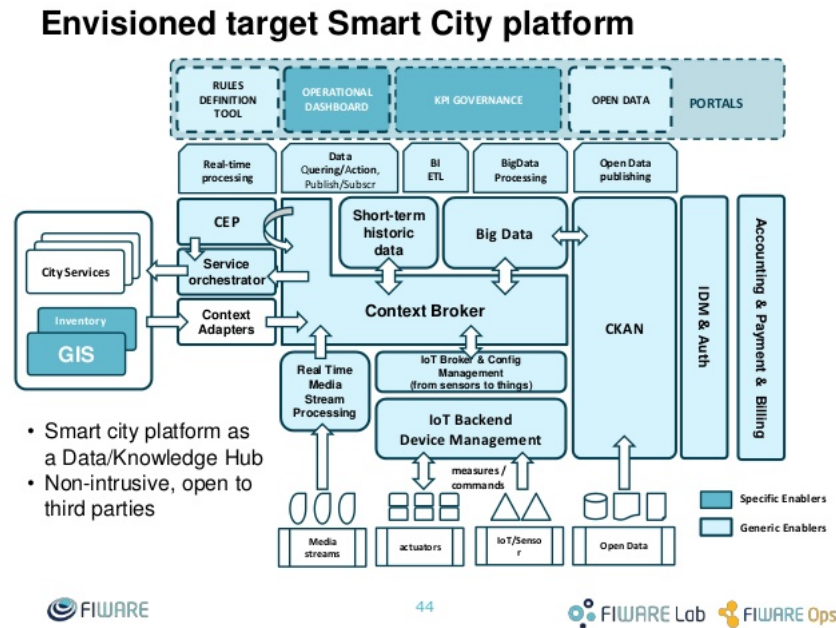 Envisioned target Smart City platform
RULES
DEFINITION
TOOL
OPERATIONAL
DASHBOARD
KPI GOVERNANCE
OPEN DATA
PORTALS
Real-time
processing
Data
Quering/Action,
Publish/Subscr
BI
ETL
BigData
Processing
Open Data
publishing
CEP
Short-term
historic
data
Big Data
City Services
Service
orchestrator
Context Broker
CKAN
IDM & Auth
Accounting & Payment & Billing
Inventory
GIS
Context
Adapters
Real Time
Media
Stream
Processing
IoT Broker & Config
Management
(from sensors to things)
IoT Backend
Device Management
• Smart city platform as
a Data/Knowledge Hub
• Non-intrusive, open to
third parties
measures /
commands
Media
streams
actuators
IoT/Senso
r
Open Data
Specific Enablers
Generic Enablers
FIWARE
44
FIWARE Lab
FIWARE Ops